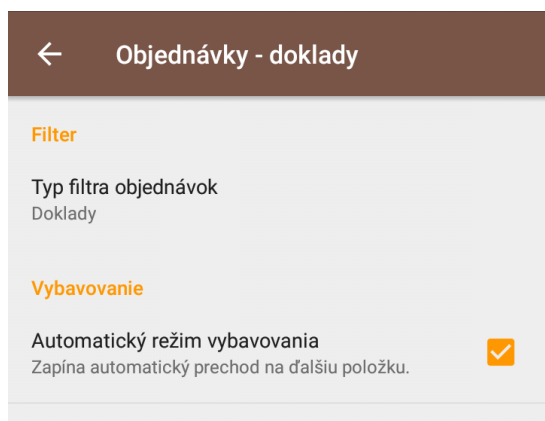 Objednávky - doklady
Filter
Typ filtra objednávok
Doklady
Vybavovanie
Automatický režim vybavovania
Zapína automatický prechod na ďalšiu položku.